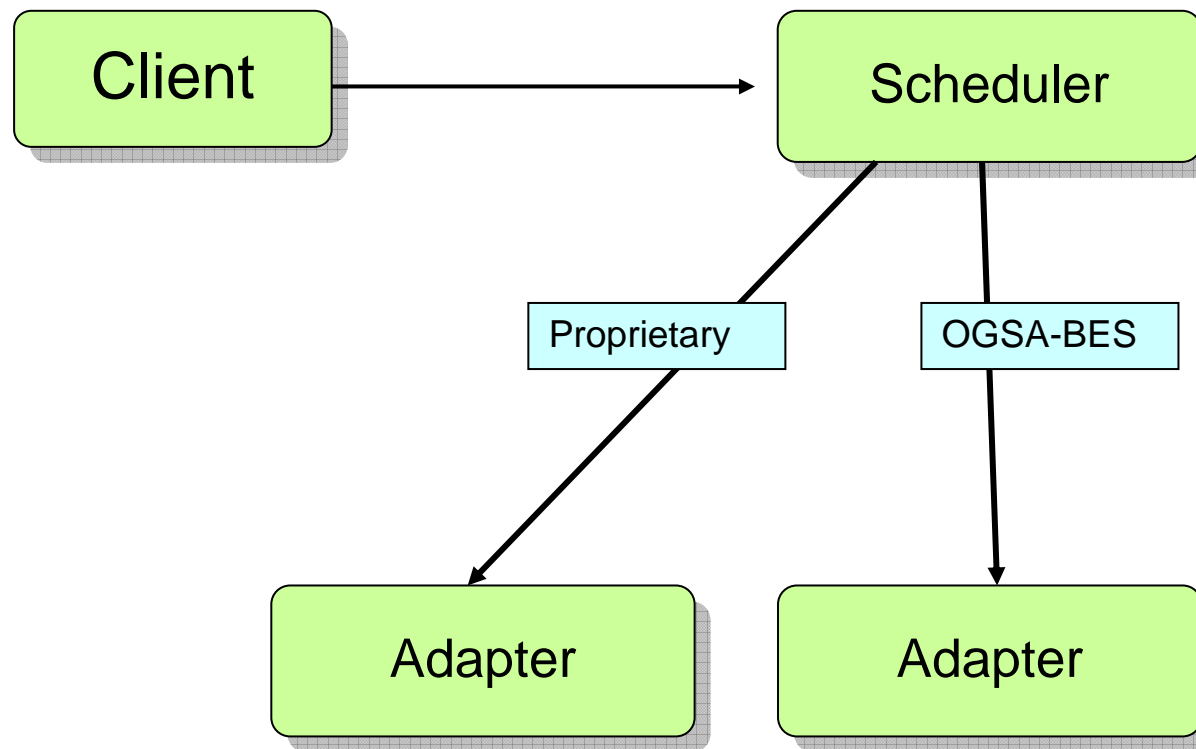 Client
Scheduler
Proprietary
OGSA-BES
Adapter
Adapter